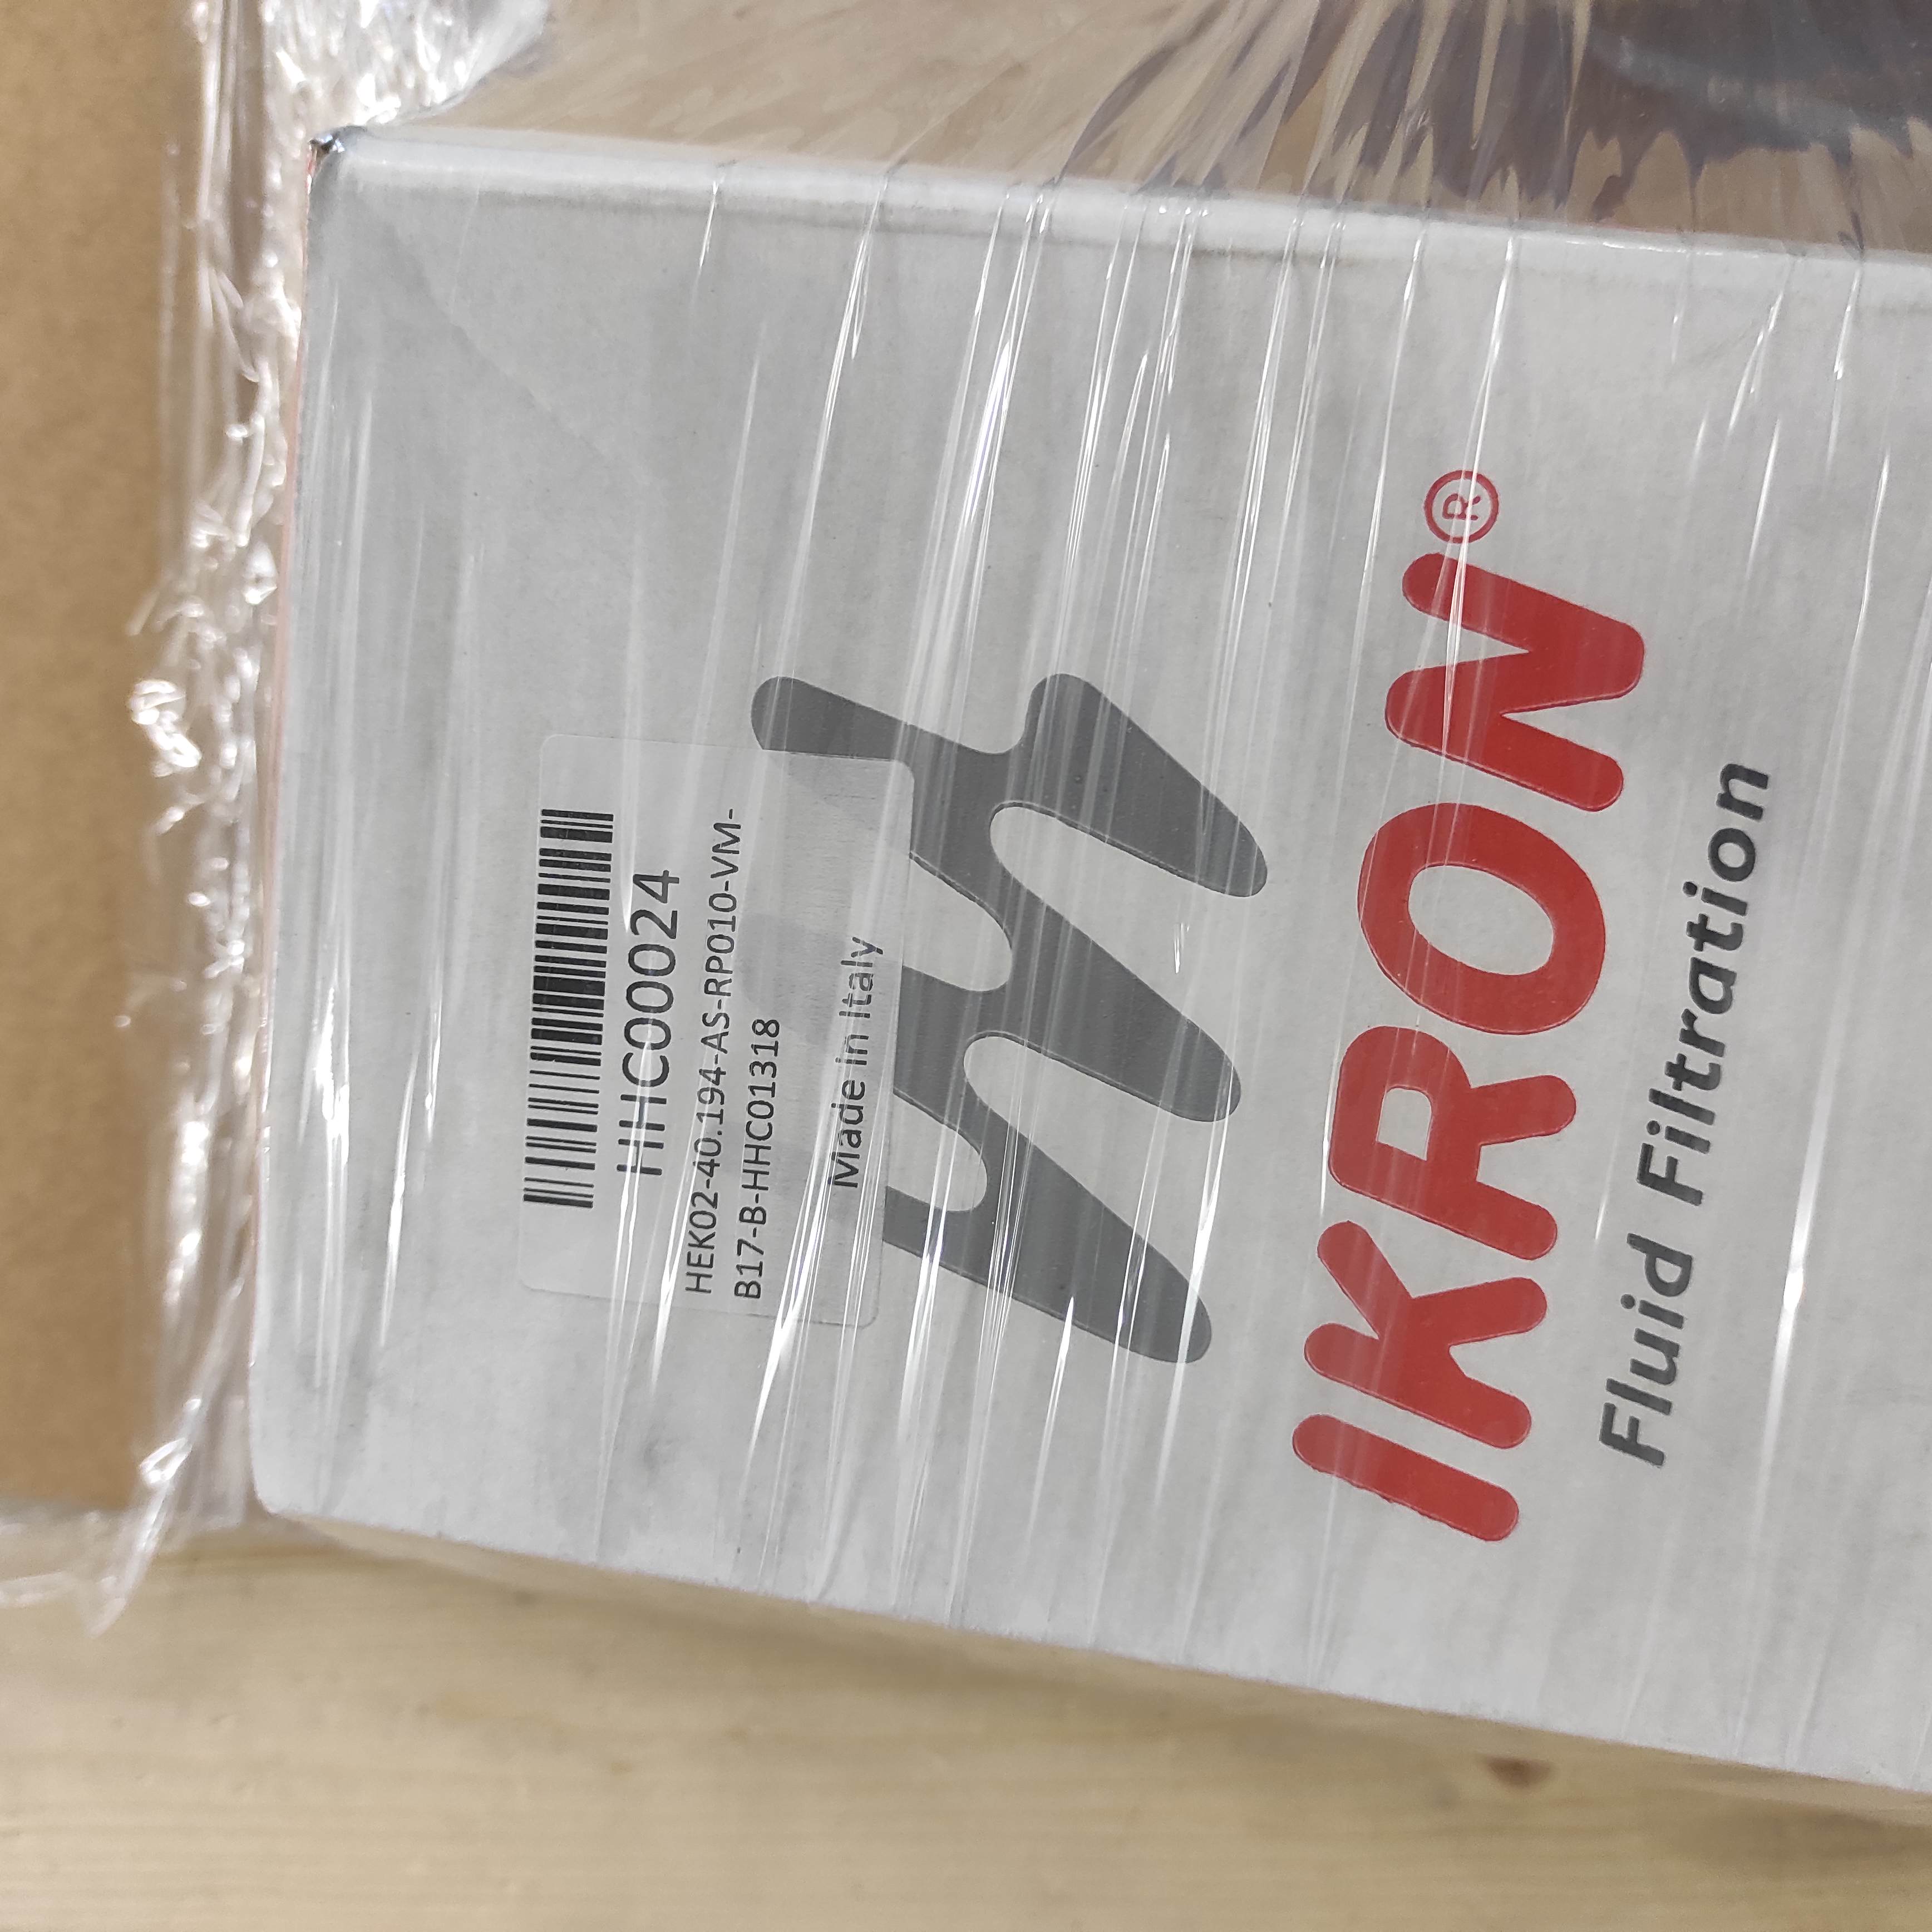 HHC00024
HEK02-40.194-AS-RP010-VM-
B17-B-HHC01318
Made in Italy
IKRON®
Fluid Filtration